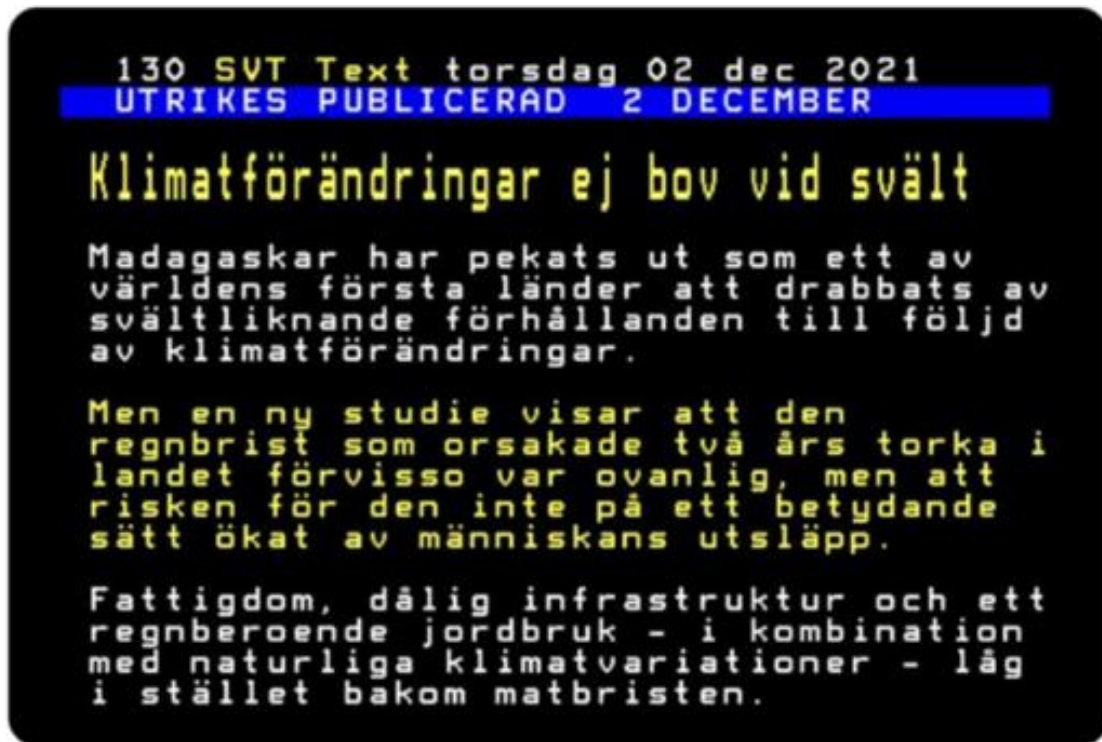 130 SVT Text torsdag 02 dec 2021
UTRIKES PUBLICERAD 2 DECEMBER
Klimatförändringar ej bov vid svält
Madagaskar har pekats ut som ett av
världens första länder att drabbats av
svältliknande förhållanden till följd
av klimatförändringar.
Men en ny studie visar att den
regnbrist som orsakade två års torka i
landet förvisso var ovanlig, men att
risken för den inte på ett betydande
sätt ökat av människans utsläpp.
Fattigdom, dålig infrastruktur och ett
regnberoende jordbruk - i kombination
med naturliga klimatvariationer - låg
i stället bakom matbristen.